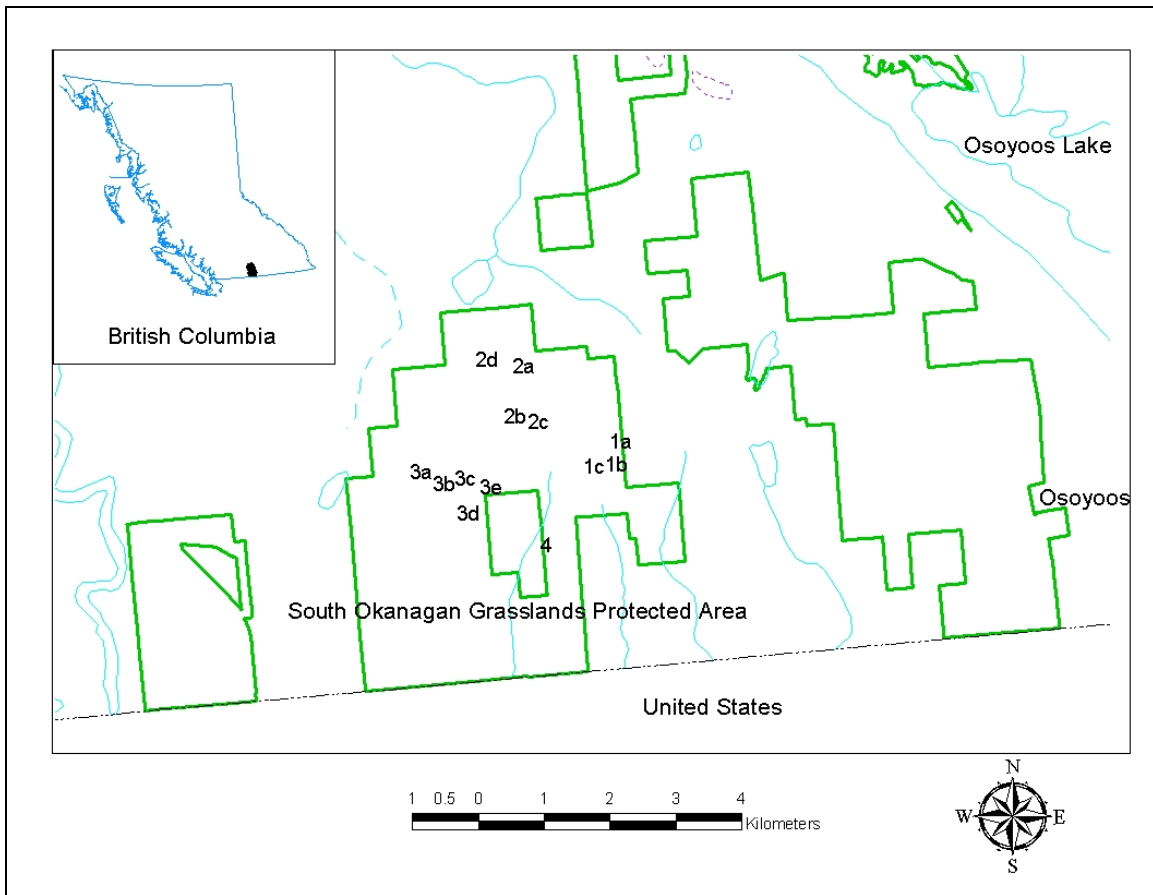 Osoyoos Lake
British Columbia
2d
2a
2b
2c
1a
1c
1b
3a
3b
3c
3e
3d
4
Osoyoos
South Okanagan Grasslands Protected Area
United States
1 0.5 0 1 2 3 4
Kilometers
N
W
E
S